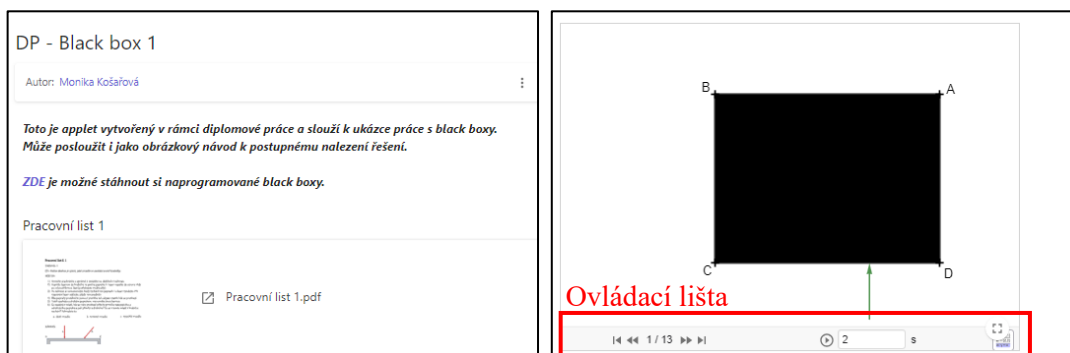 DP - Black box 1
Autor: Monika Košařová
Toto je applet vytvořený v rámci diplomové práce a slouží k ukázce práce s black boxy.
Může posloužit i jako obrázkový návod k postupnému nalezení řešení.
ZDE je možné stáhnout si naprogramované black boxy.
Pracovní list 1
Pracovní list 1.pdf
B
A
C
D
Ovládací lišta
1 / 13
2
s